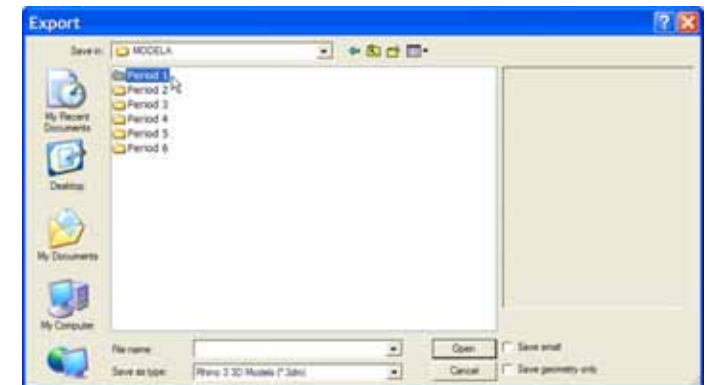 Export
Save in: MODELA
Period 1
Period 2
Period 3
Period 4
Period 5
Period 6
My Recent
Documents
Desktop
My Documents
My Computer
File name:
Open
Save small
Save as type: Rhino 3 3D Models (*.3dm)
Cancel
Save geometry only